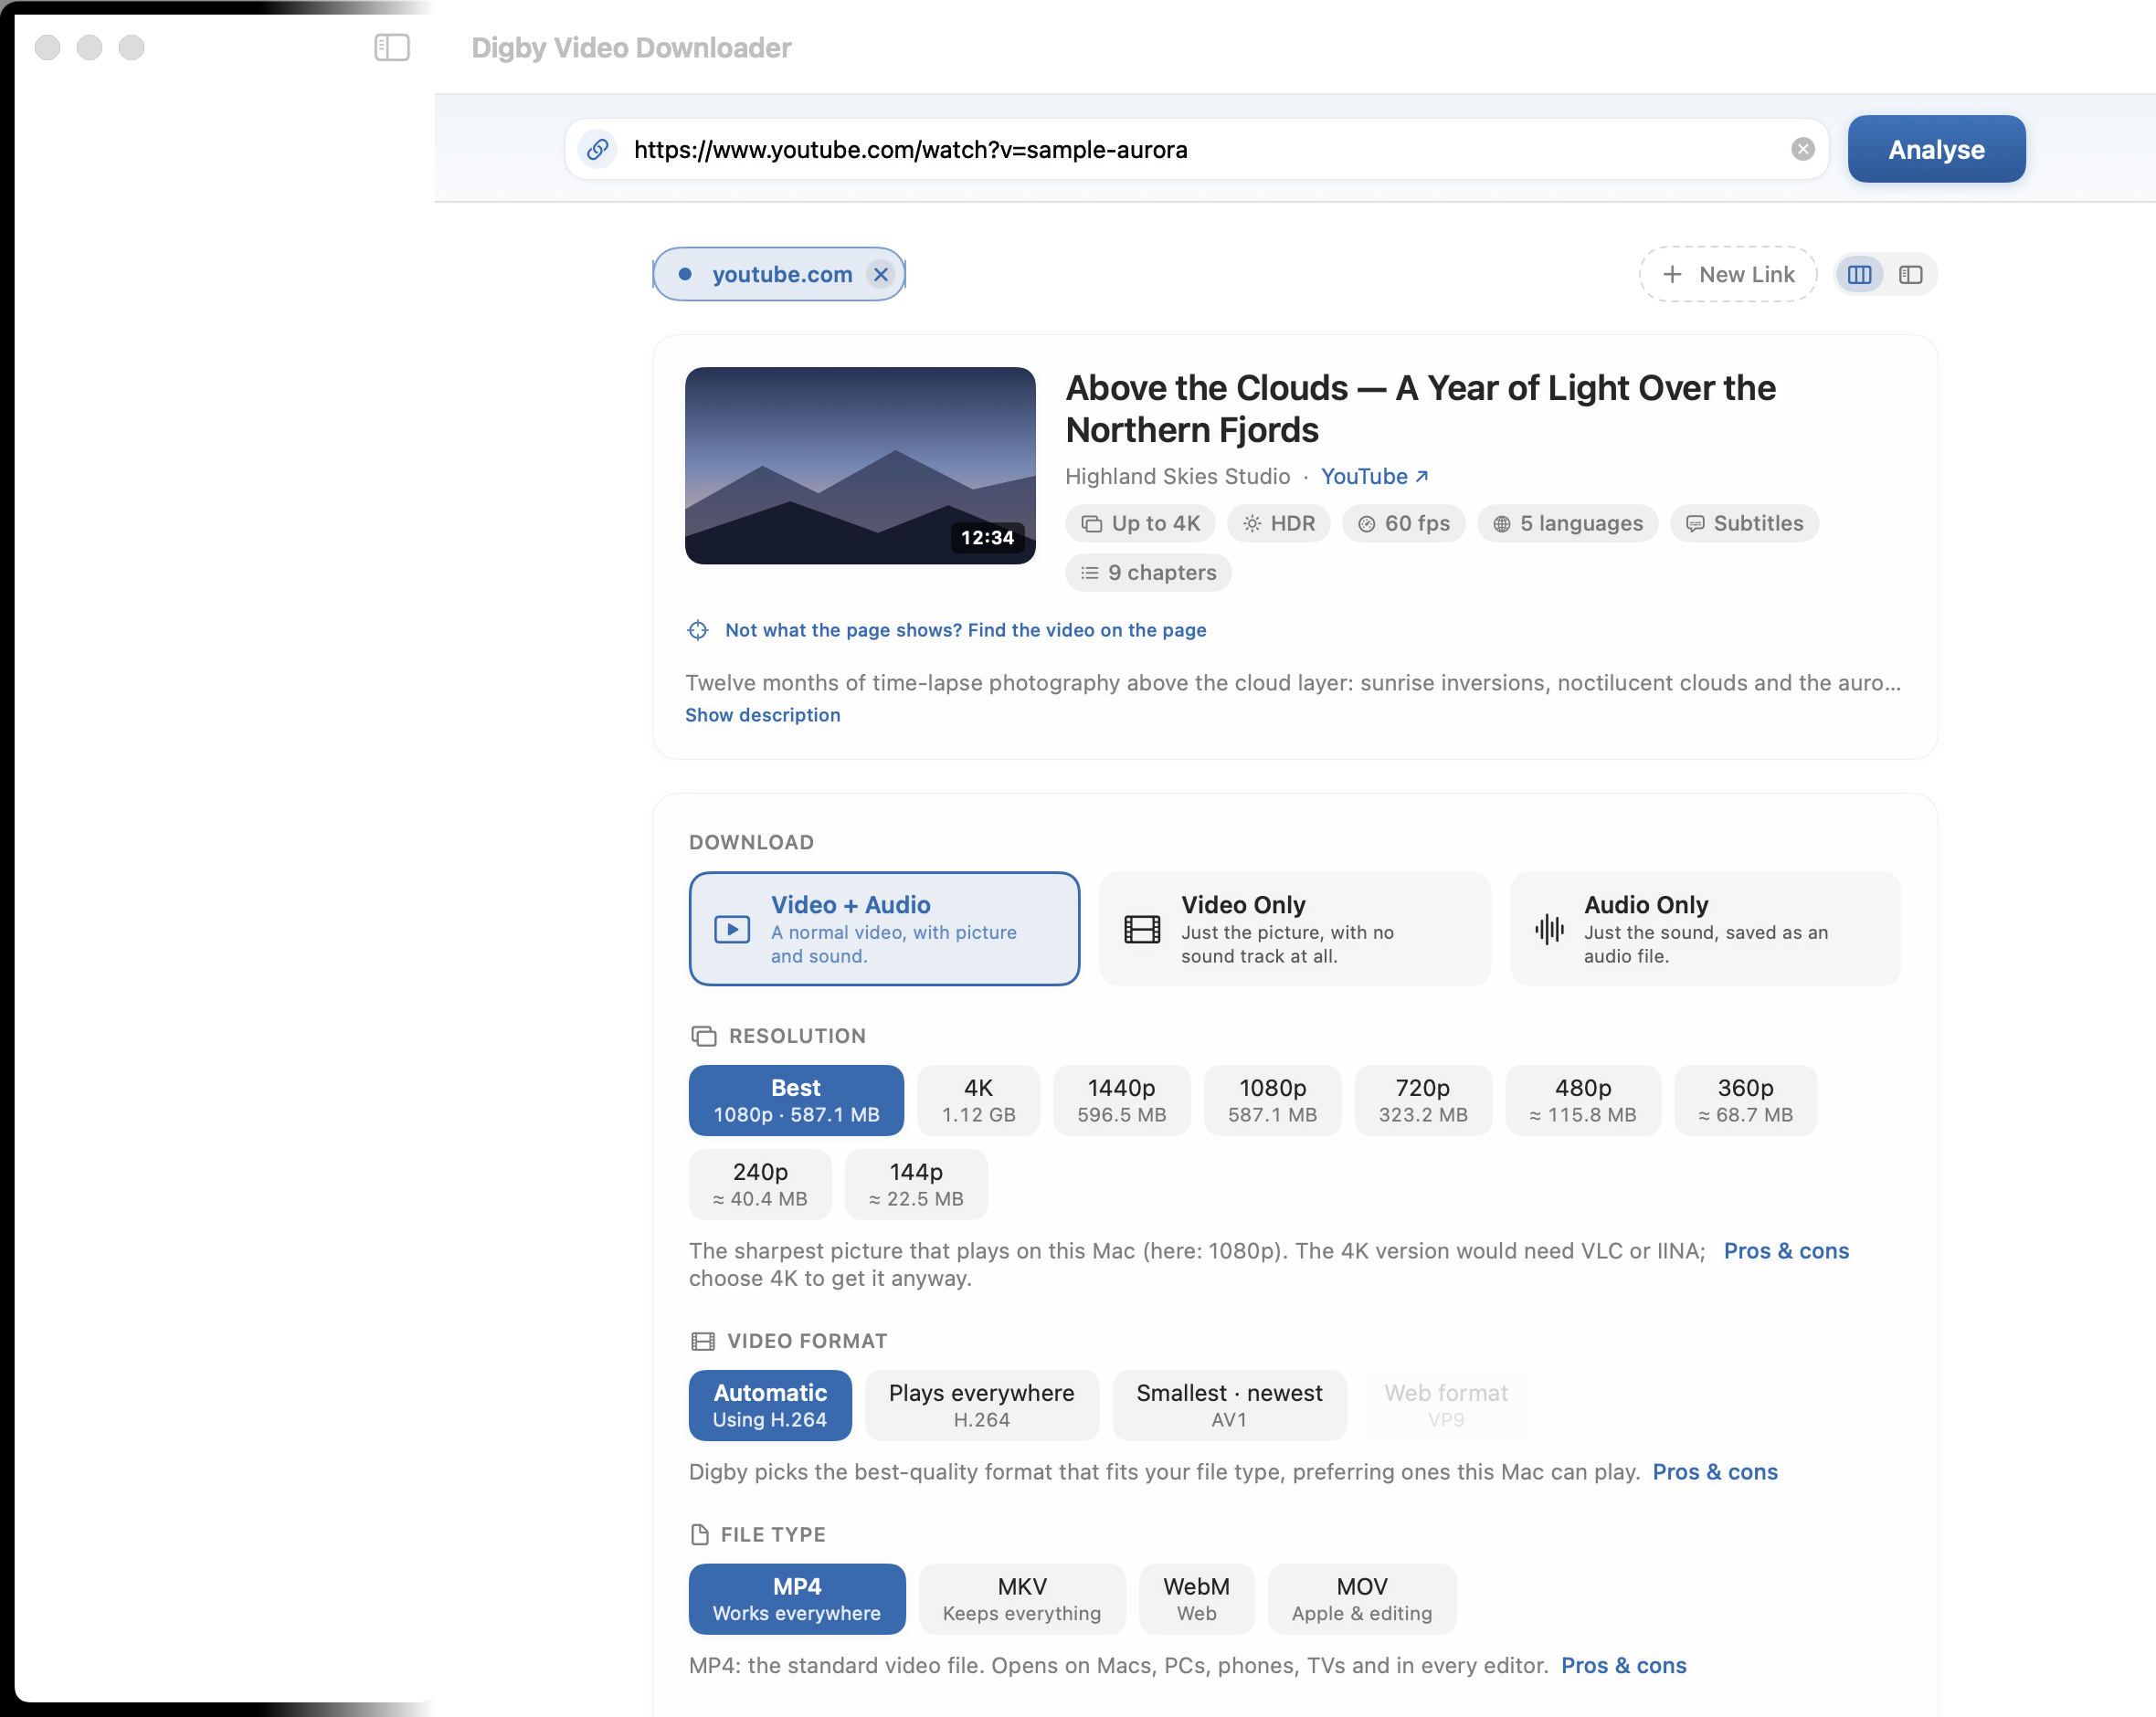 Digby Video Downloader
https://www.youtube.com/watch?v=sample-aurora
Analyse
youtube.com
New Link
Above the Clouds — A Year of Light Over the
Northern Fjords
Highland Skies Studio · YouTube ↗
Up to 4K
HDR
60 fps
5 languages
Subtitles
9 chapters
12:34
Not what the page shows? Find the video on the page
Twelve months of time-lapse photography above the cloud layer: sunrise inversions, noctilucent clouds and the auro...
Show description
DOWNLOAD
Video + Audio
A normal video, with picture
and sound.
Video Only
Just the picture, with no
sound track at all.
Audio Only
Just the sound, saved as an
audio file.
RESOLUTION
Best
1080p · 587.1 MB
4K
1.12 GB
1440p
596.5 MB
1080p
587.1 MB
720p
323.2 MB
480p
≈ 115.8 MB
360p
≈ 68.7 MB
240p
≈ 40.4 MB
144p
≈ 22.5 MB
The sharpest picture that plays on this Mac (here: 1080p). The 4K version would need VLC or IINA; Pros & cons
choose 4K to get it anyway.
VIDEO FORMAT
Automatic
Using H.264
Plays everywhere
H.264
Smallest · newest
AV1
Web format
VP9
Digby picks the best-quality format that fits your file type, preferring ones this Mac can play. Pros & cons
FILE TYPE
MP4
Works everywhere
MKV
Keeps everything
WebM
Web
MOV
Apple & editing
MP4: the standard video file. Opens on Macs, PCs, phones, TVs and in every editor. Pros & cons